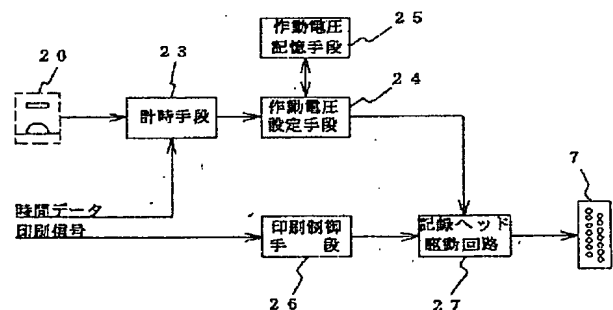 20
23
作動電圧
記憶手段
25
計時手段
作動電圧
設定手段
24
7
時間データ
印刷信号
印刷制御
手 段
記録ヘッド
駆動回路
26
27